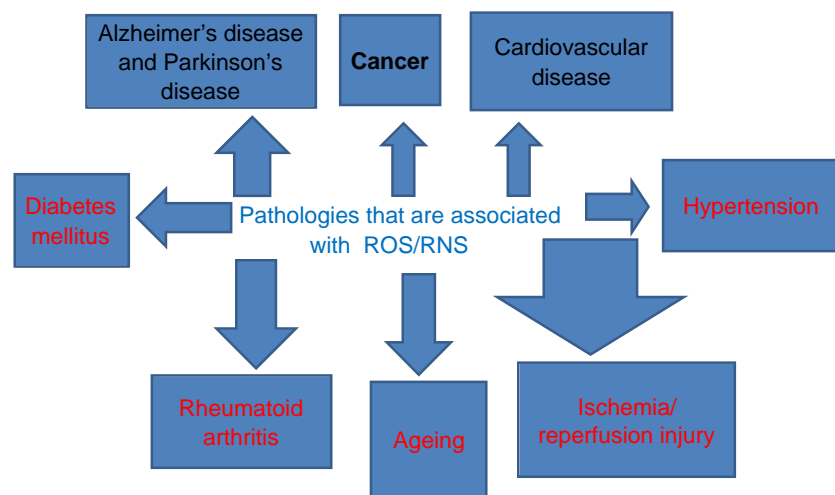 Alzheimer’s disease
and Parkinson’s
disease
Cancer
Cardiovascular
disease
Diabetes
mellitus
Pathologies that are associated
with ROS/RNS
Hypertension
Rheumatoid
arthritis
Ageing
Ischemia/
reperfusion injury